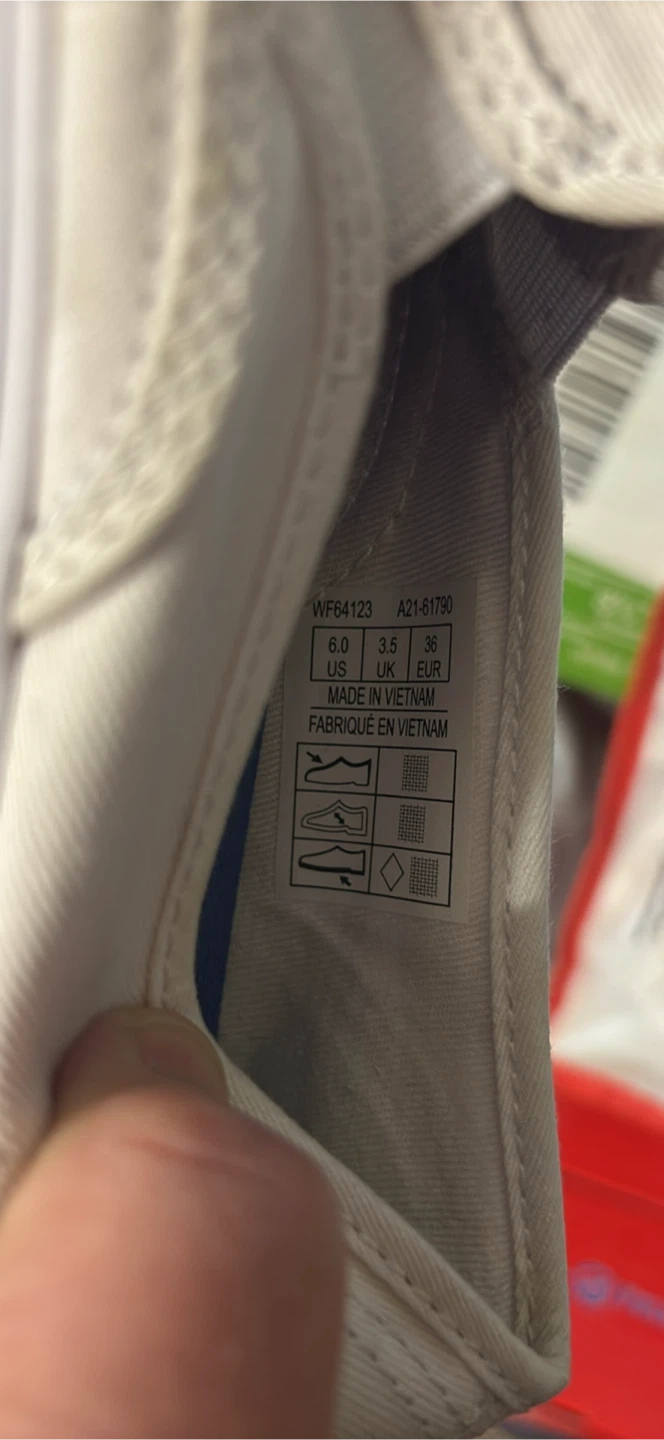 WF64123 A21-61790
6.0 3.5 36
US UK EUR
MADE IN VIETNAM
FABRIQUÉ EN VIETNAM